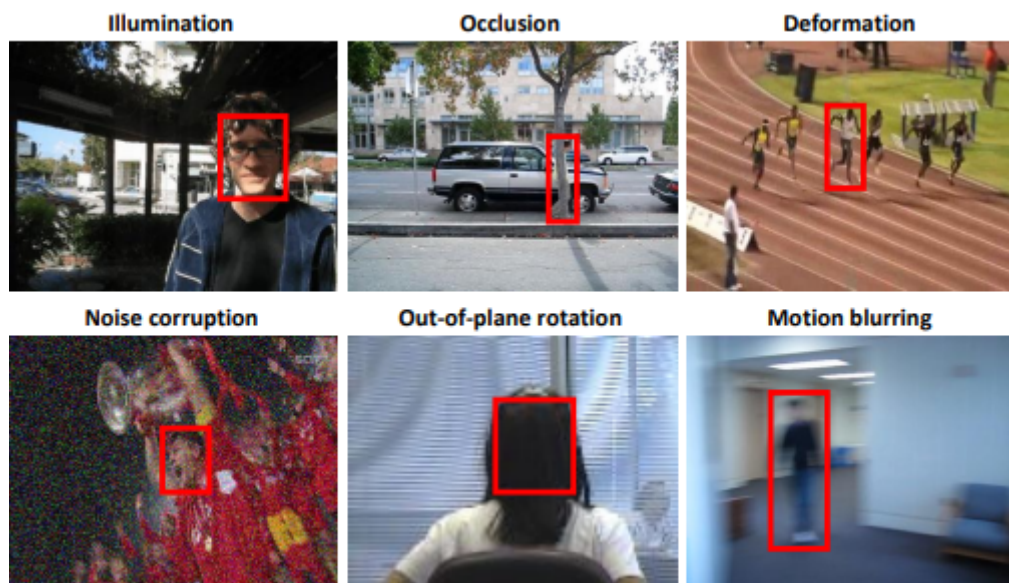 Illumination
Occlusion
Deformation
Noise corruption
Out-of-plane rotation
Motion blurring